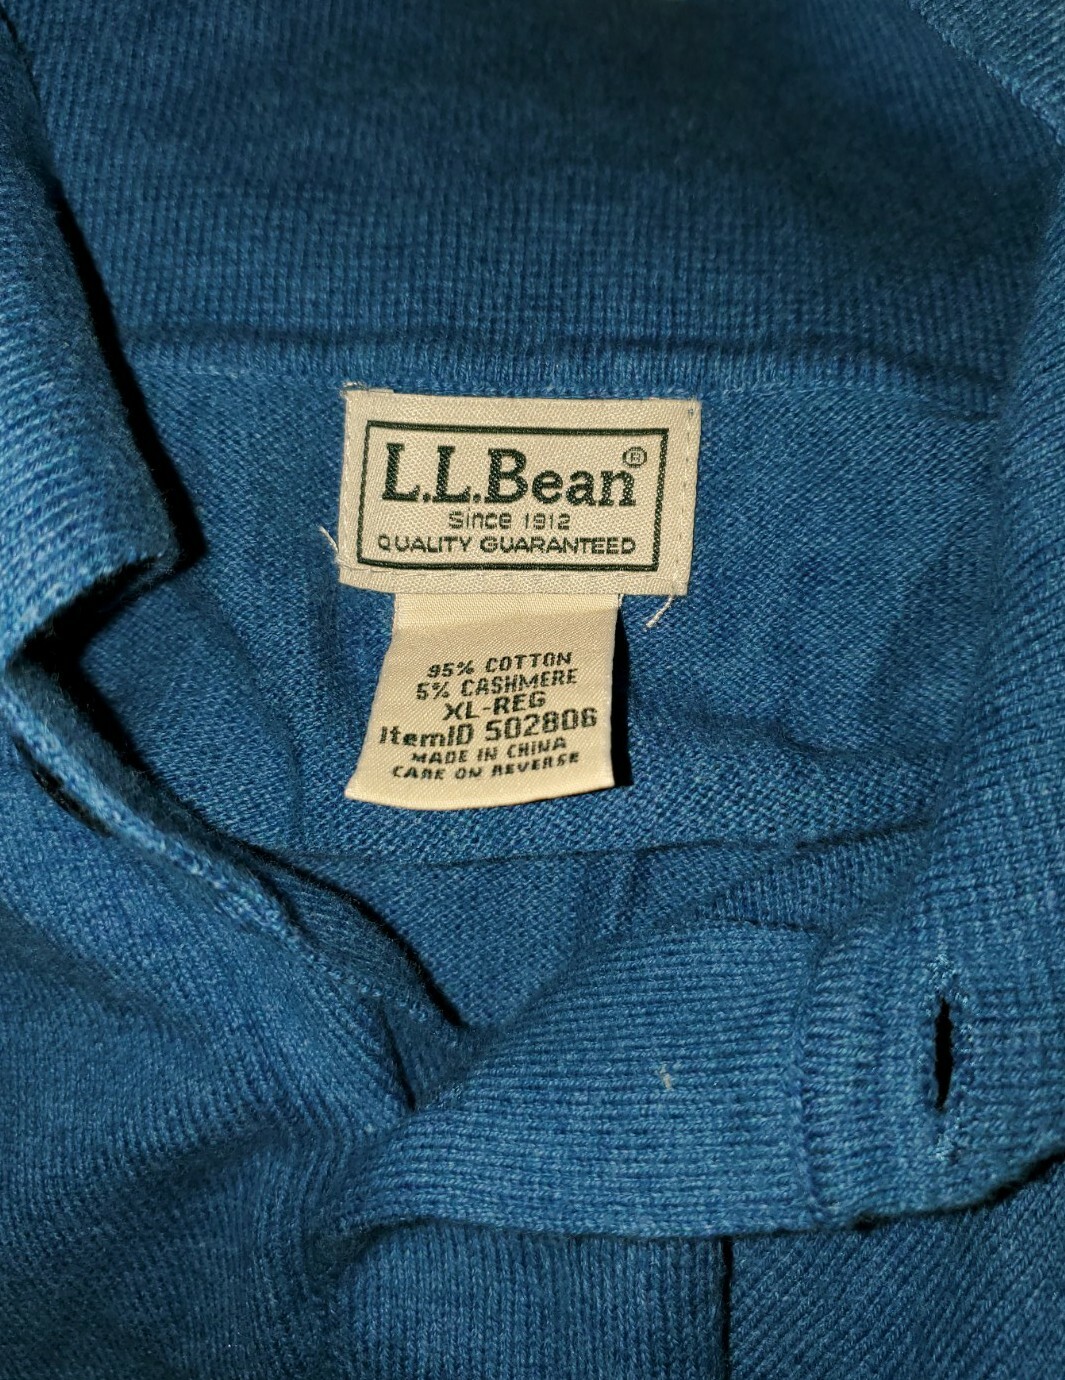 L.L.Bean®
Since 1912
QUALITY GUARANTEED
95% COTTON
5% CASHMERE
XL-REG
ItemID 502806
MADE IN CHINA
CARE ON REVERSE